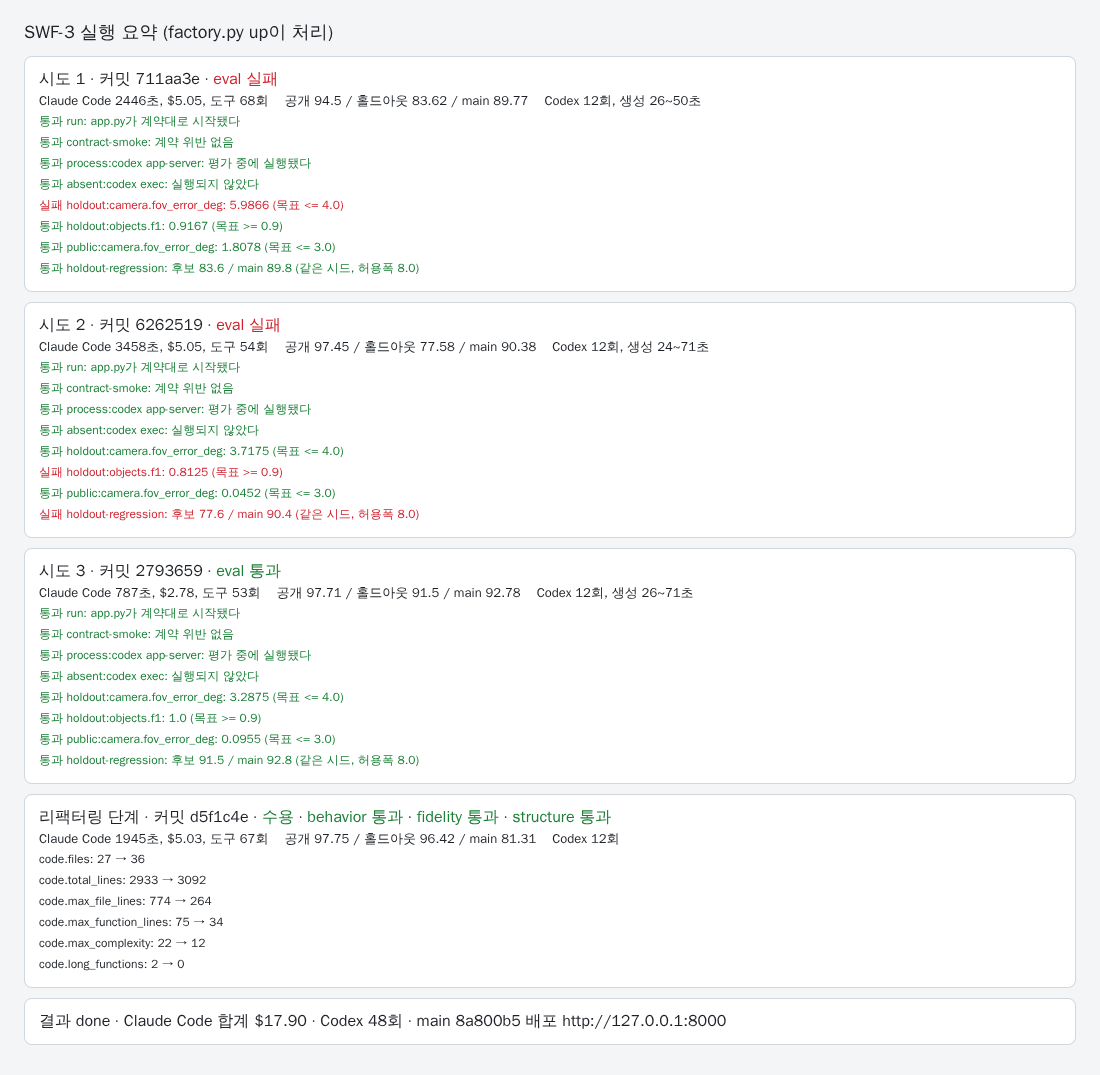 SWF-3 실행 요약 (factory.py up이 처리)
시도 1 · 커밋 711aa3e · eval 실패
Claude Code 2446초, $5.05, 도구 68회 공개 94.5 / 홀드아웃 83.62 / main 89.77 Codex 12회, 생성 26~50초
통과 run: app.py가 계약대로 시작됐다
통과 contract-smoke: 계약 위반 없음
통과 process:codex app-server: 평가 중에 실행됐다
통과 absent:codex exec: 실행되지 않았다
실패 holdout:camera.fov_error_deg: 5.9866 (목표 <= 4.0)
통과 holdout:objects.f1: 0.9167 (목표 >= 0.9)
통과 public:camera.fov_error_deg: 1.8078 (목표 <= 3.0)
통과 holdout-regression: 후보 83.6 / main 89.8 (같은 시드, 허용폭 8.0)
시도 2 · 커밋 6262519 · eval 실패
Claude Code 3458초, $5.05, 도구 54회 공개 97.45 / 홀드아웃 77.58 / main 90.38 Codex 12회, 생성 24~71초
통과 run: app.py가 계약대로 시작됐다
통과 contract-smoke: 계약 위반 없음
통과 process:codex app-server: 평가 중에 실행됐다
통과 absent:codex exec: 실행되지 않았다
통과 holdout:camera.fov_error_deg: 3.7175 (목표 <= 4.0)
실패 holdout:objects.f1: 0.8125 (목표 >= 0.9)
통과 public:camera.fov_error_deg: 0.0452 (목표 <= 3.0)
실패 holdout-regression: 후보 77.6 / main 90.4 (같은 시드, 허용폭 8.0)
시도 3 · 커밋 2793659 · eval 통과
Claude Code 787초, $2.78, 도구 53회 공개 97.71 / 홀드아웃 91.5 / main 92.78 Codex 12회, 생성 26~71초
통과 run: app.py가 계약대로 시작됐다
통과 contract-smoke: 계약 위반 없음
통과 process:codex app-server: 평가 중에 실행됐다
통과 absent:codex exec: 실행되지 않았다
통과 holdout:camera.fov_error_deg: 3.2875 (목표 <= 4.0)
통과 holdout:objects.f1: 1.0 (목표 >= 0.9)
통과 public:camera.fov_error_deg: 0.0955 (목표 <= 3.0)
통과 holdout-regression: 후보 91.5 / main 92.8 (같은 시드, 허용폭 8.0)
리팩터링 단계 · 커밋 d5f1c4e · 수용 · behavior 통과 · fidelity 통과 · structure 통과
Claude Code 1945초, $5.03, 도구 67회 공개 97.75 / 홀드아웃 96.42 / main 81.31 Codex 12회
code.files: 27 → 36
code.total_lines: 2933 → 3092
code.max_file_lines: 774 → 264
code.max_function_lines: 75 → 34
code.max_complexity: 22 → 12
code.long_functions: 2 → 0
결과 done · Claude Code 합계 $17.90 · Codex 48회 · main 8a800b5 배포 http://127.0.0.1:8000